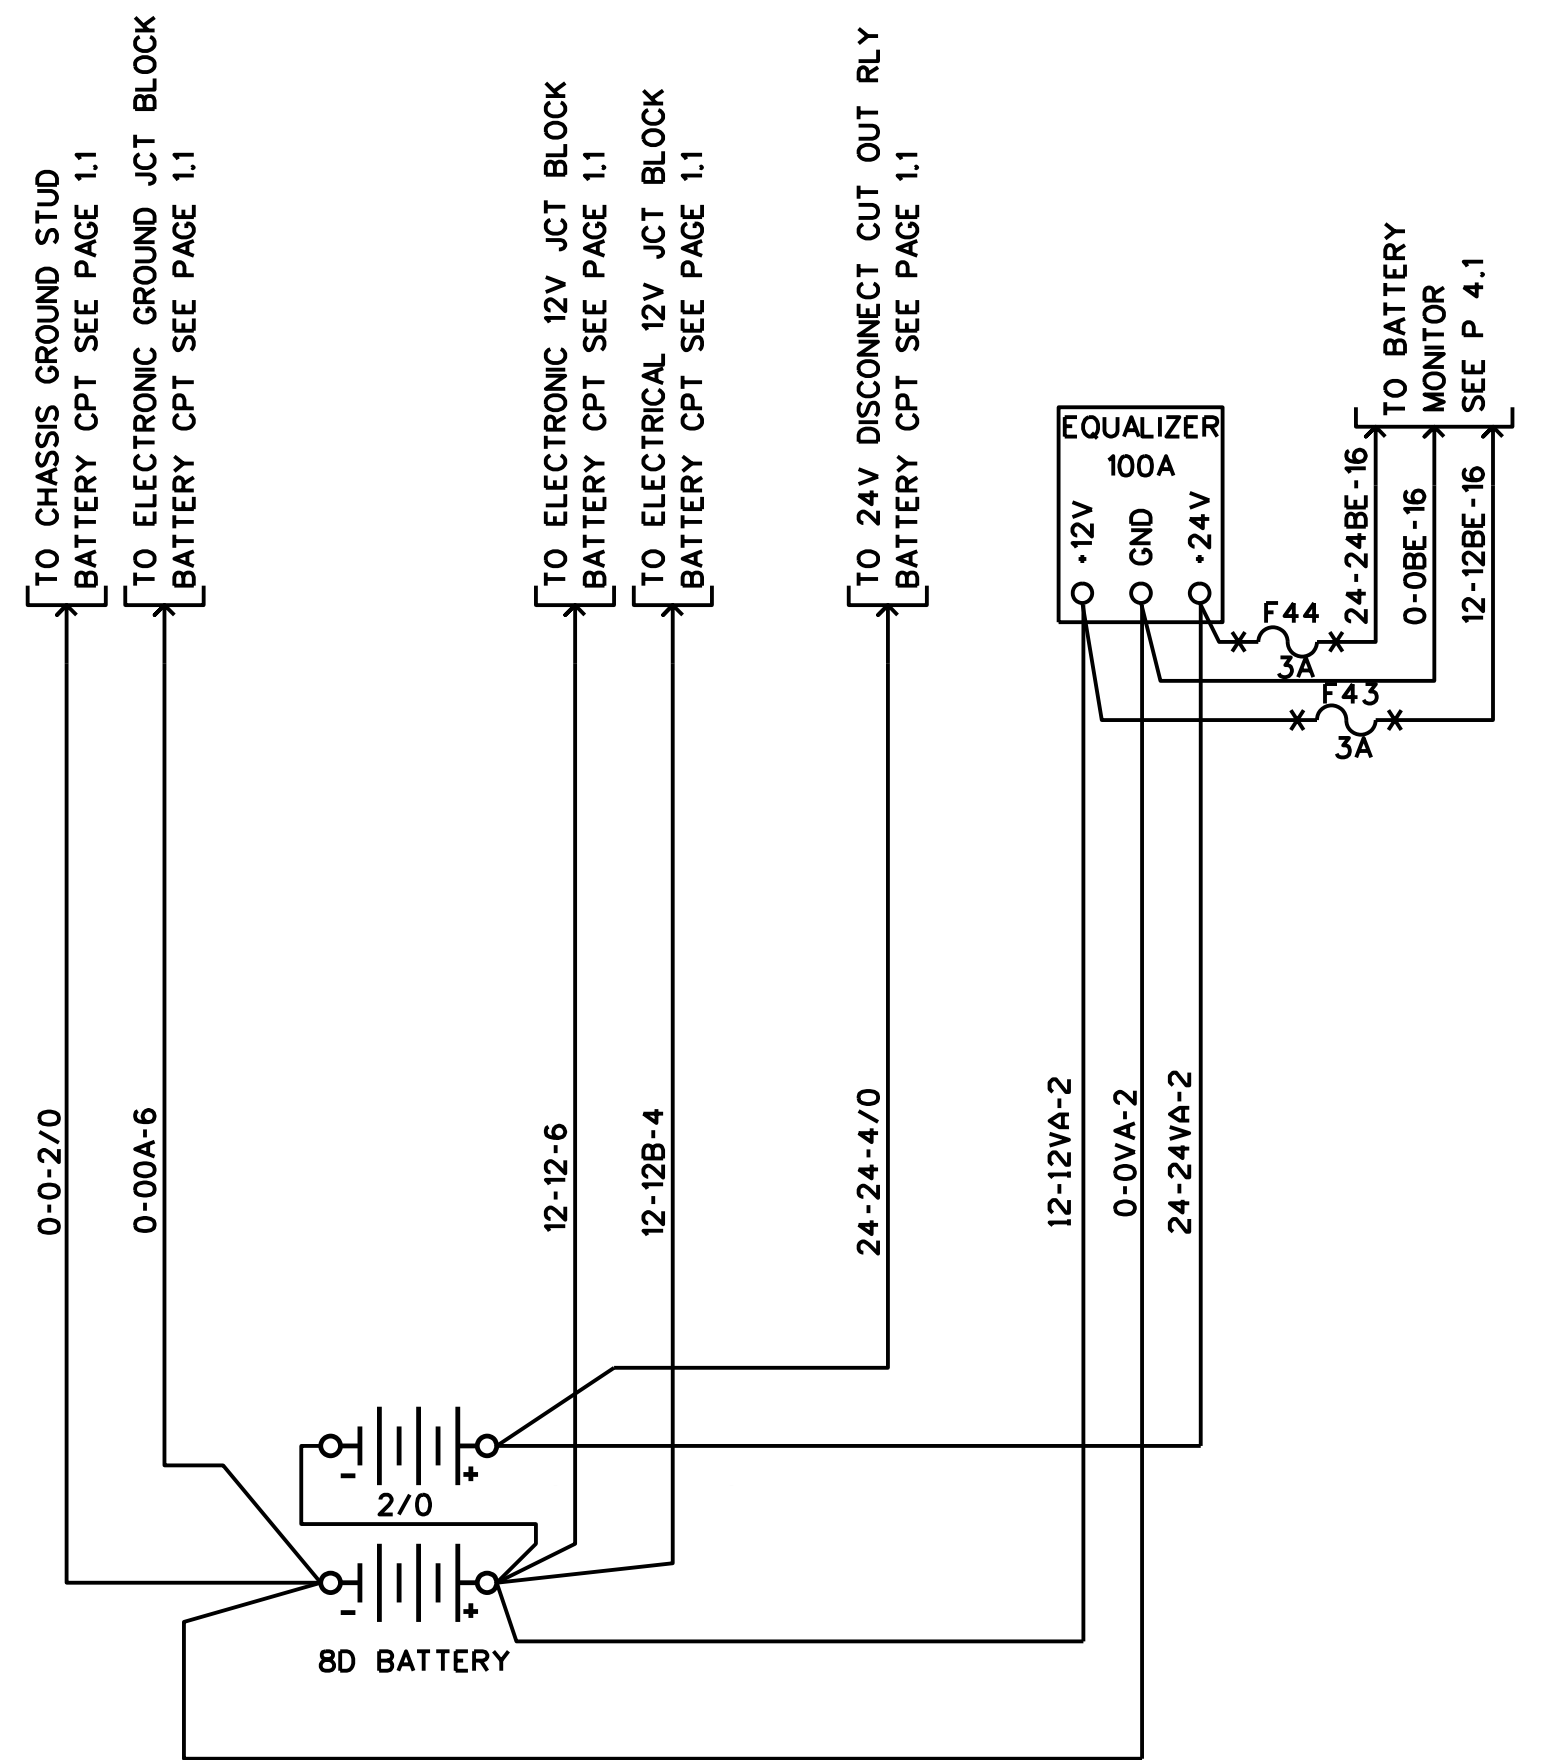 TO CHASSIS GROUND STUD
BATTERY CPT SEE PAGE 1.1
TO ELECTRONIC GROUND JCT BLOCK
BATTERY CPT SEE PAGE 1.1
TO ELECTRONIC 12V JCT BLOCK
BATTERY CPT SEE PAGE 1.1
TO ELECTRICAL 12V JCT BLOCK
BATTERY CPT SEE PAGE 1.1
TO 24V DISCONNECT CUT OUT RLY
BATTERY CPT SEE PAGE 1.1
EQUALIZER
100A
+12V
GND
+24V
TO BATTERY
MONITOR
SEE P 4.1
24-24BE-16
0-0BE-16
12-12BE-16
F44
3A
F43
3A
0-0-2/0
0-00A-6
12-12-6
12-12B-4
24-24-4/0
12-12VA-2
0-0VA-2
24-24VA-2
- +
2/0
- +
8D BATTERY